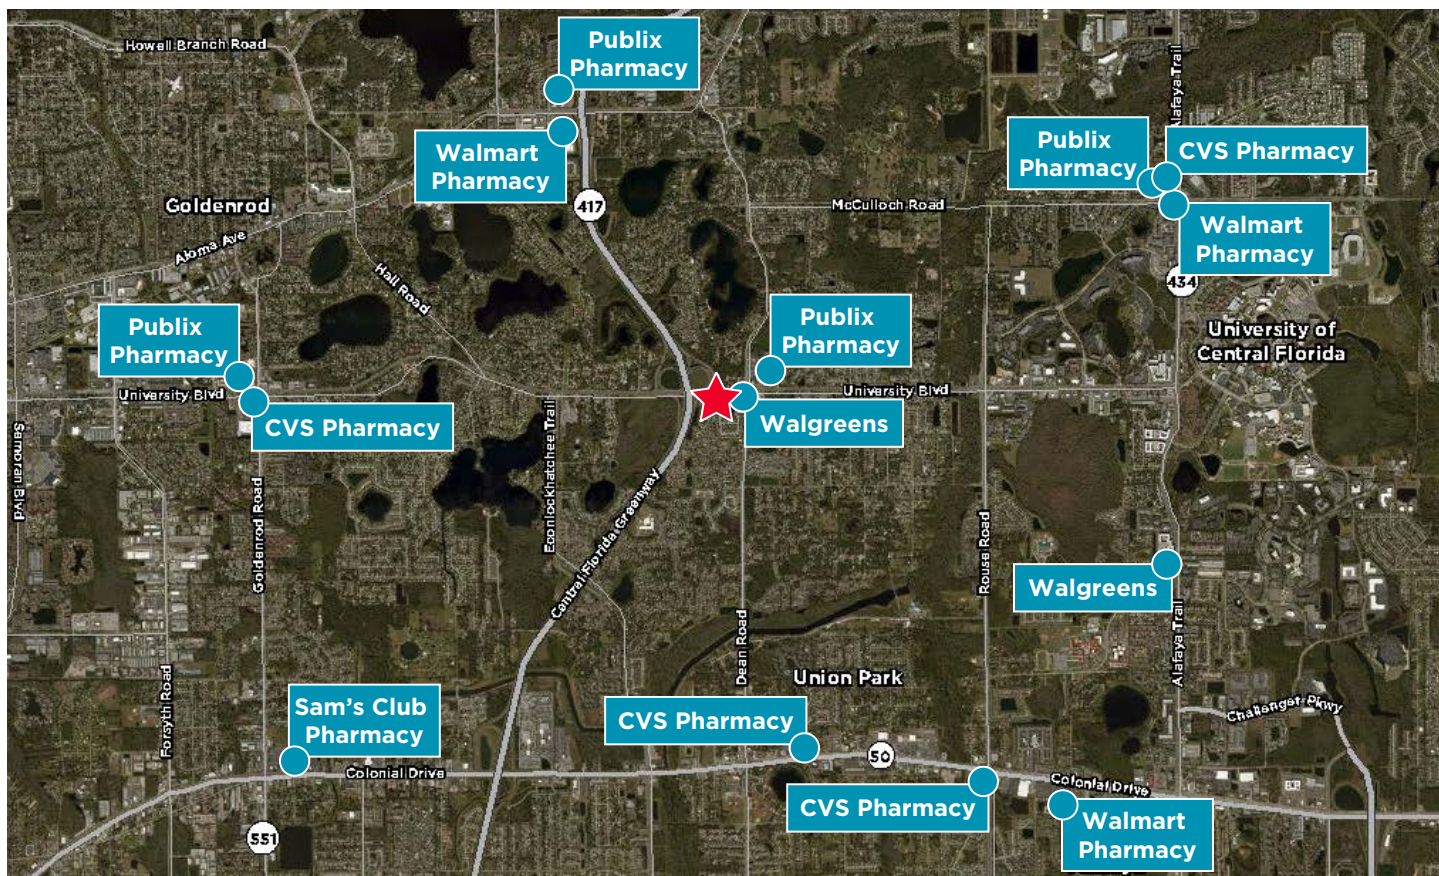 Howell Branch Road
Publix
Pharmacy
Walmart
Pharmacy
417
Goldenrod
Aloma Ave
Hall Road
McCulloch Road
Alafaya Trail
Publix
Pharmacy
CVS Pharmacy
Walmart
Pharmacy
434
University of
Central Florida
Publix
Pharmacy
University Blvd
CVS Pharmacy
Publix
Pharmacy
University Blvd
Walgreens
Semoran Blvd
Goldenrod Road
Econlockhatchee Trail
Central Florida Greenway
Rouse Road
Walgreens
Alafaya Trail
Dean Road
Union Park
Forsyth Road
Sam's Club
Pharmacy
Colonial Drive
CVS Pharmacy
50
CVS Pharmacy
Colonial Drive
Walmart
Pharmacy
Challenger Pkwy
551